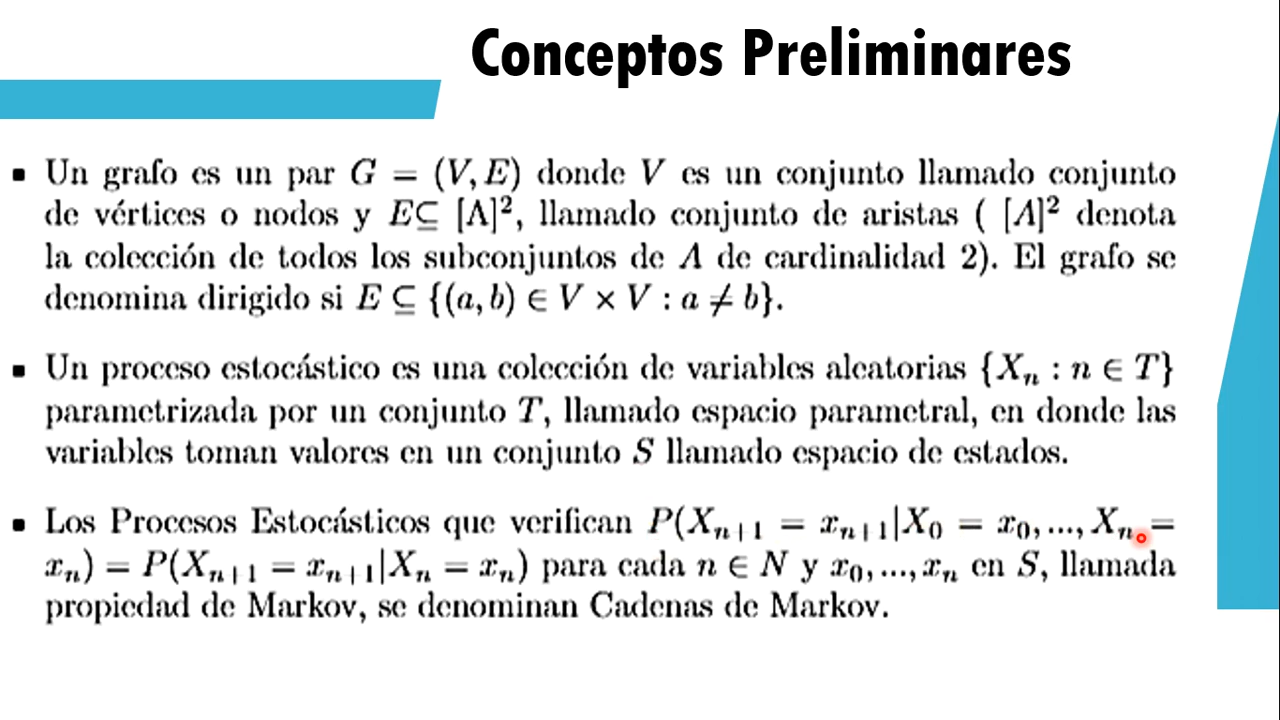 Conceptos Preliminares
▪ Un grafo es un par G = (V, E) donde V es un conjunto llamado conjunto
de vértices o nodos y E⊆ [Λ]², llamado conjunto de aristas ( [Λ]² denota
la colección de todos los subconjuntos de Λ de cardinalidad 2). El grafo se
denomina dirigido si E ⊆ {(a, b) ∈ V × V : a ≠ b}.
▪ Un proceso estocástico es una colección de variables aleatorias {Xₙ : n ∈ T}
parametrizada por un conjunto T, llamado espacio parametral, en donde las
variables toman valores en un conjunto S llamado espacio de estados.
▪ Los Procesos Estocásticos que verifican P(Xₙ₊₁ = xₙ₊₁|X₀ = x₀, ..., Xₙ =
xₙ) = P(Xₙ₊₁ = xₙ₊₁|Xₙ = xₙ) para cada n ∈ N y x₀, ..., xₙ en S, llamada
propiedad de Markov, se denominan Cadenas de Markov.